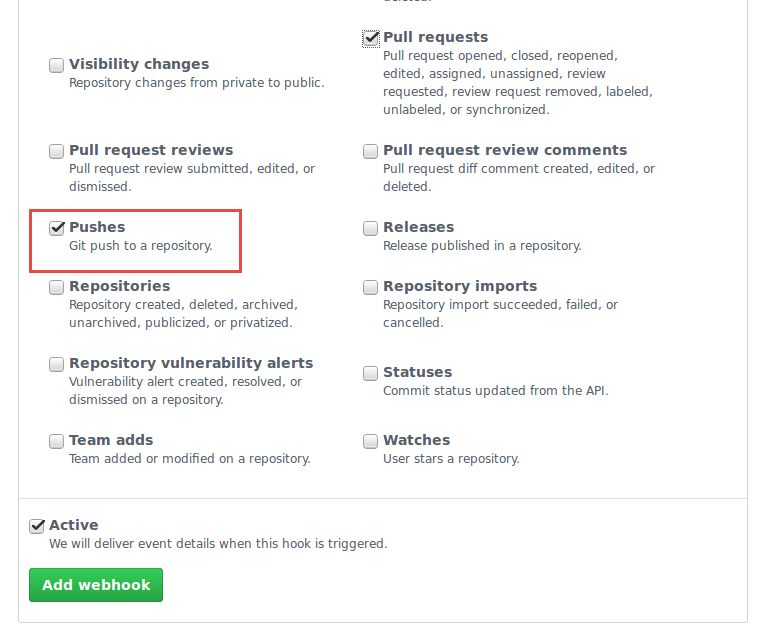 deleted.
Pull requests
Pull request opened, closed, reopened,
edited, assigned, unassigned, review
requested, review request removed, labeled,
unlabeled, or synchronized.
Visibility changes
Repository changes from private to public.
Pull request reviews
Pull request review submitted, edited, or
dismissed.
Pull request review comments
Pull request diff comment created, edited, or
deleted.
Pushes
Git push to a repository.
Releases
Release published in a repository.
Repositories
Repository created, deleted, archived,
unarchived, publicized, or privatized.
Repository imports
Repository import succeeded, failed, or
cancelled.
Repository vulnerability alerts
Vulnerability alert created, resolved, or
dismissed on a repository.
Statuses
Commit status updated from the API.
Team adds
Team added or modified on a repository.
Watches
User stars a repository.
Active
We will deliver event details when this hook is triggered.
Add webhook